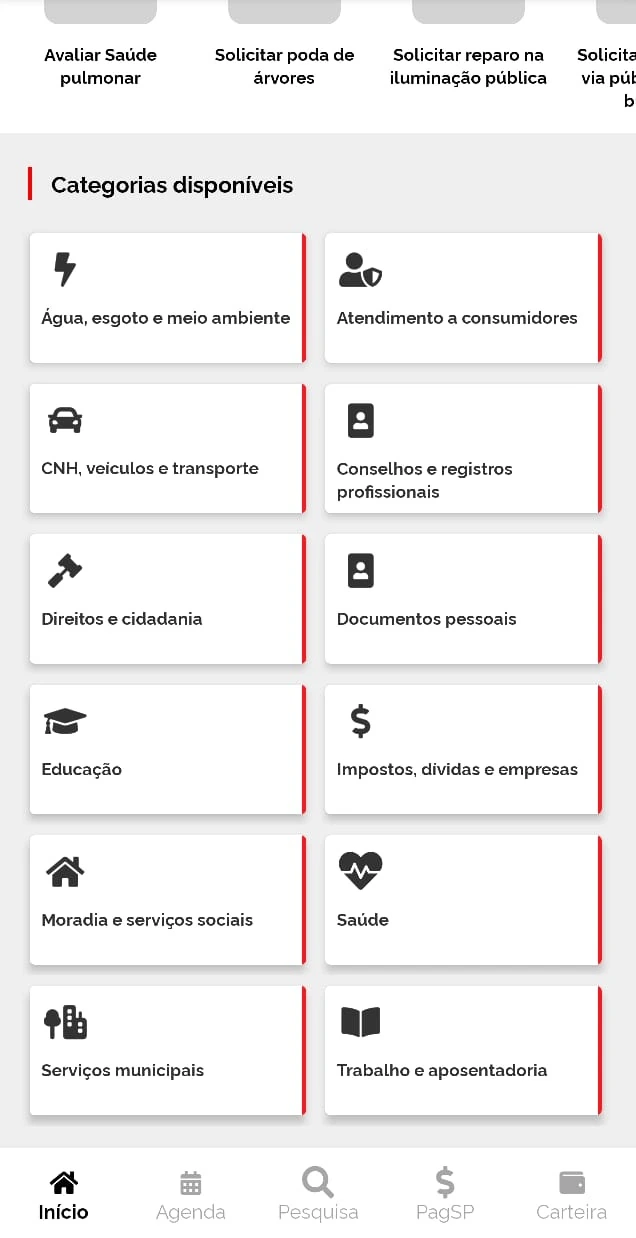 Avaliar Saúde
pulmonar
Solicitar poda de
árvores
Solicitar reparo na
iluminação pública
Categorias disponíveis
Água, esgoto e meio ambiente
Atendimento a consumidores
CNH, veículos e transporte
Conselhos e registros
profissionais
Direitos e cidadania
Documentos pessoais
Educação
Impostos, dívidas e empresas
Moradia e serviços sociais
Saúde
Serviços municipais
Trabalho e aposentadoria
Início
Agenda
Pesquisa
PagSP
Carteira